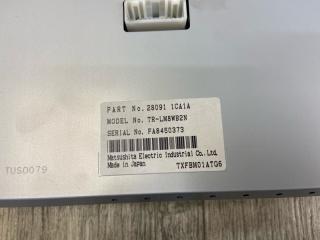 PART No. 28091 1CA1A
MODEL No. TR-LM8WB2N
SERIAL No. FA8450373
Matsushita Electric Industrial Co., Ltd.
Made in Japan TXFBM01ATG6
TUS0079